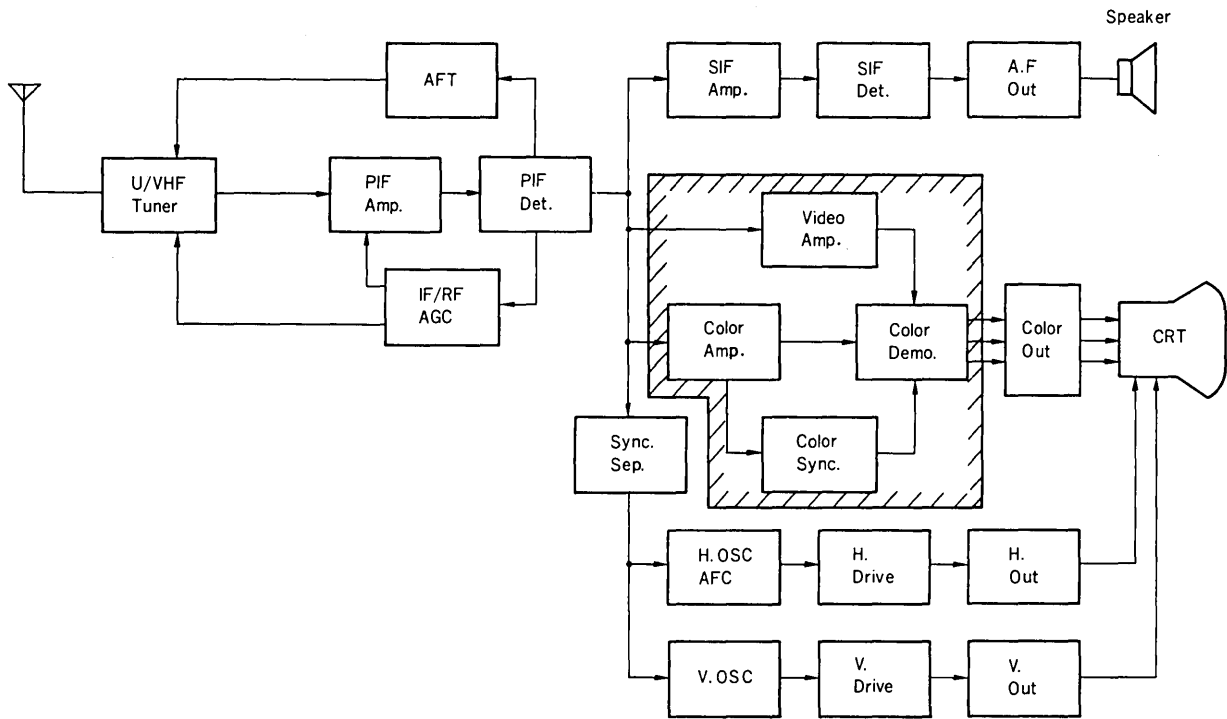 Speaker
AFT
SIF
Amp.
SIF
Det.
A.F
Out
U/VHF
Tuner
PIF
Amp.
PIF
Det.
Video
Amp.
IF/RF
AGC
Color
Amp.
Color
Demo.
Color
Out
CRT
Sync.
Sep.
Color
Sync.
H. OSC
AFC
H.
Drive
H.
Out
V. OSC
V.
Drive
V.
Out